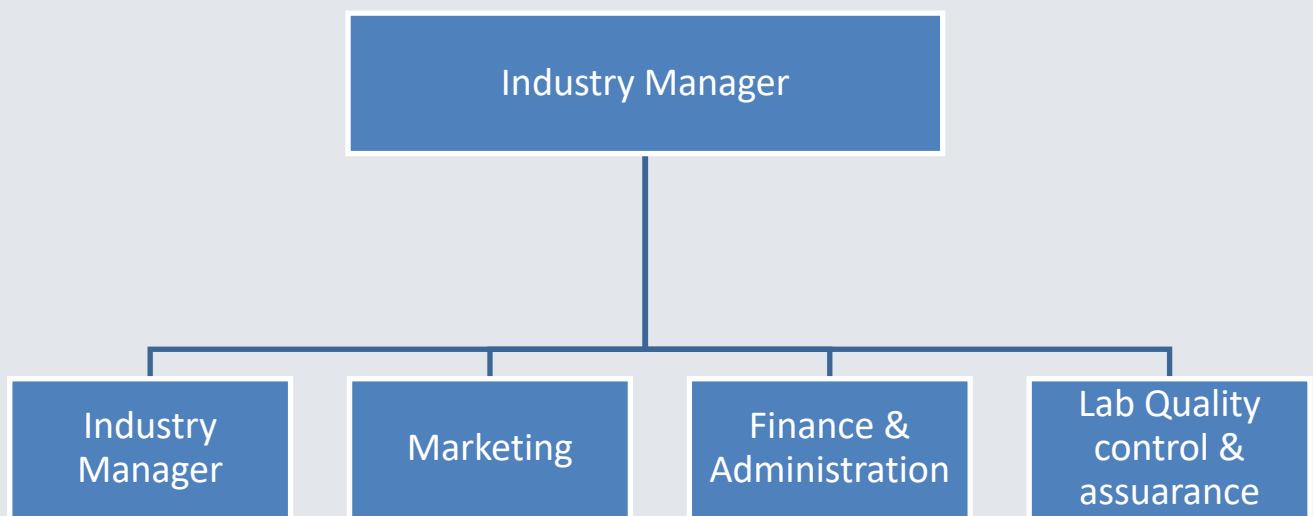 Industry Manager
Industry
Manager
Marketing
Finance &
Administration
Lab Quality
control &
assuarance